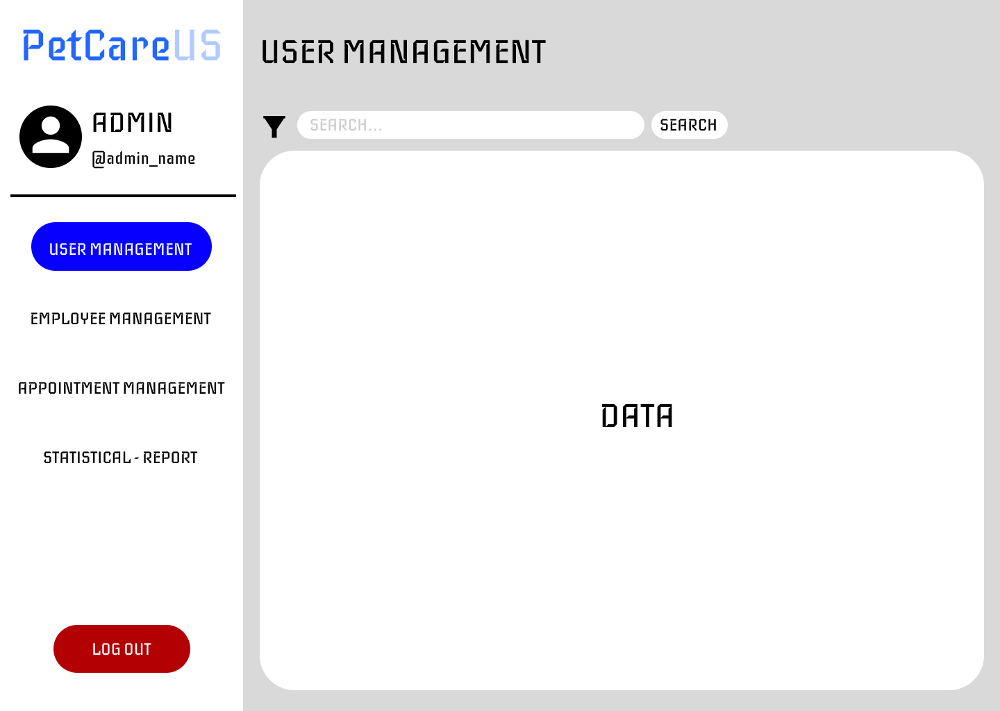 PetCareUS
ADMIN
@admin_name
USER MANAGEMENT
EMPLOYEE MANAGEMENT
APPOINTMENT MANAGEMENT
STATISTICAL - REPORT
LOG OUT
USER MANAGEMENT
SEARCH...
SEARCH
DATA